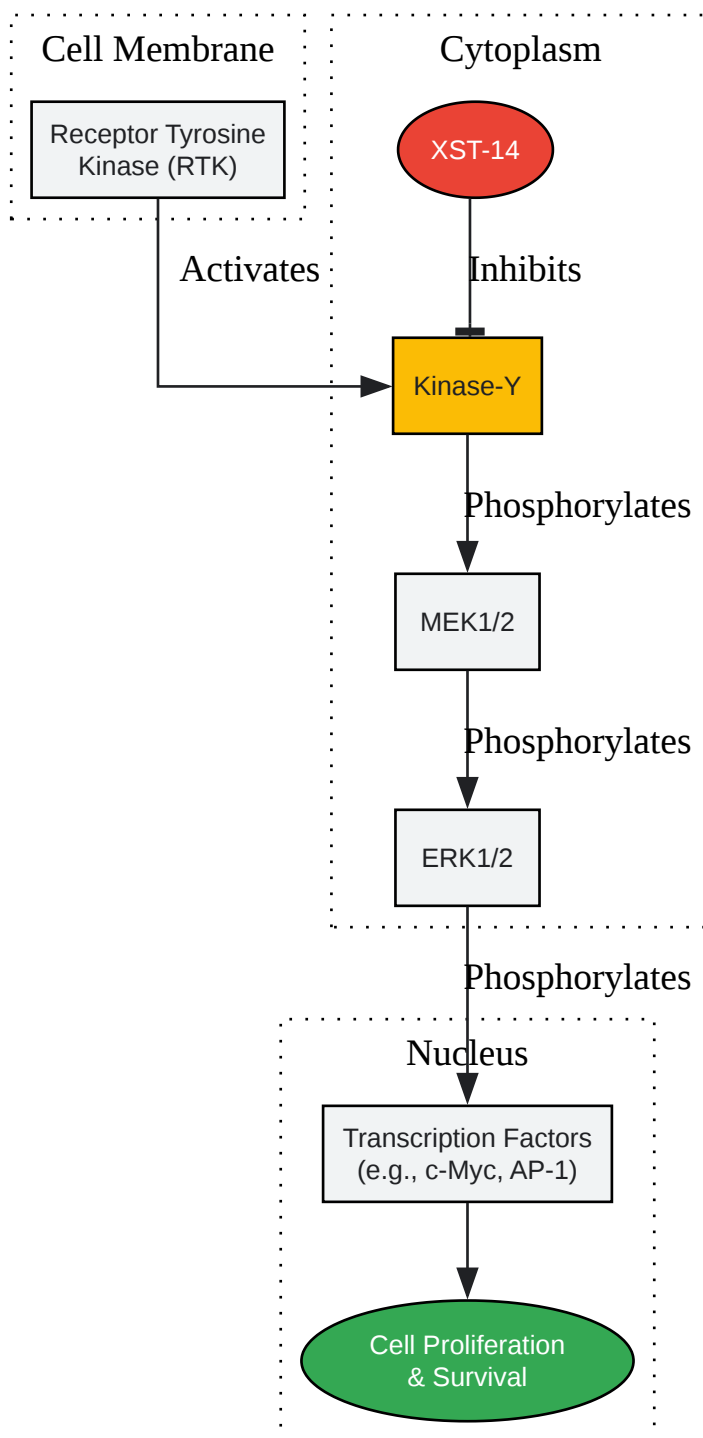 Cell Membrane
Cytoplasm
Receptor Tyrosine
Kinase (RTK)
XST-14
Activates
Inhibits
Kinase-Y
Phosphorylates
MEK1/2
Phosphorylates
ERK1/2
Phosphorylates
Nucleus
Transcription Factors
(e.g., c-Myc, AP-1)
Cell Proliferation
& Survival